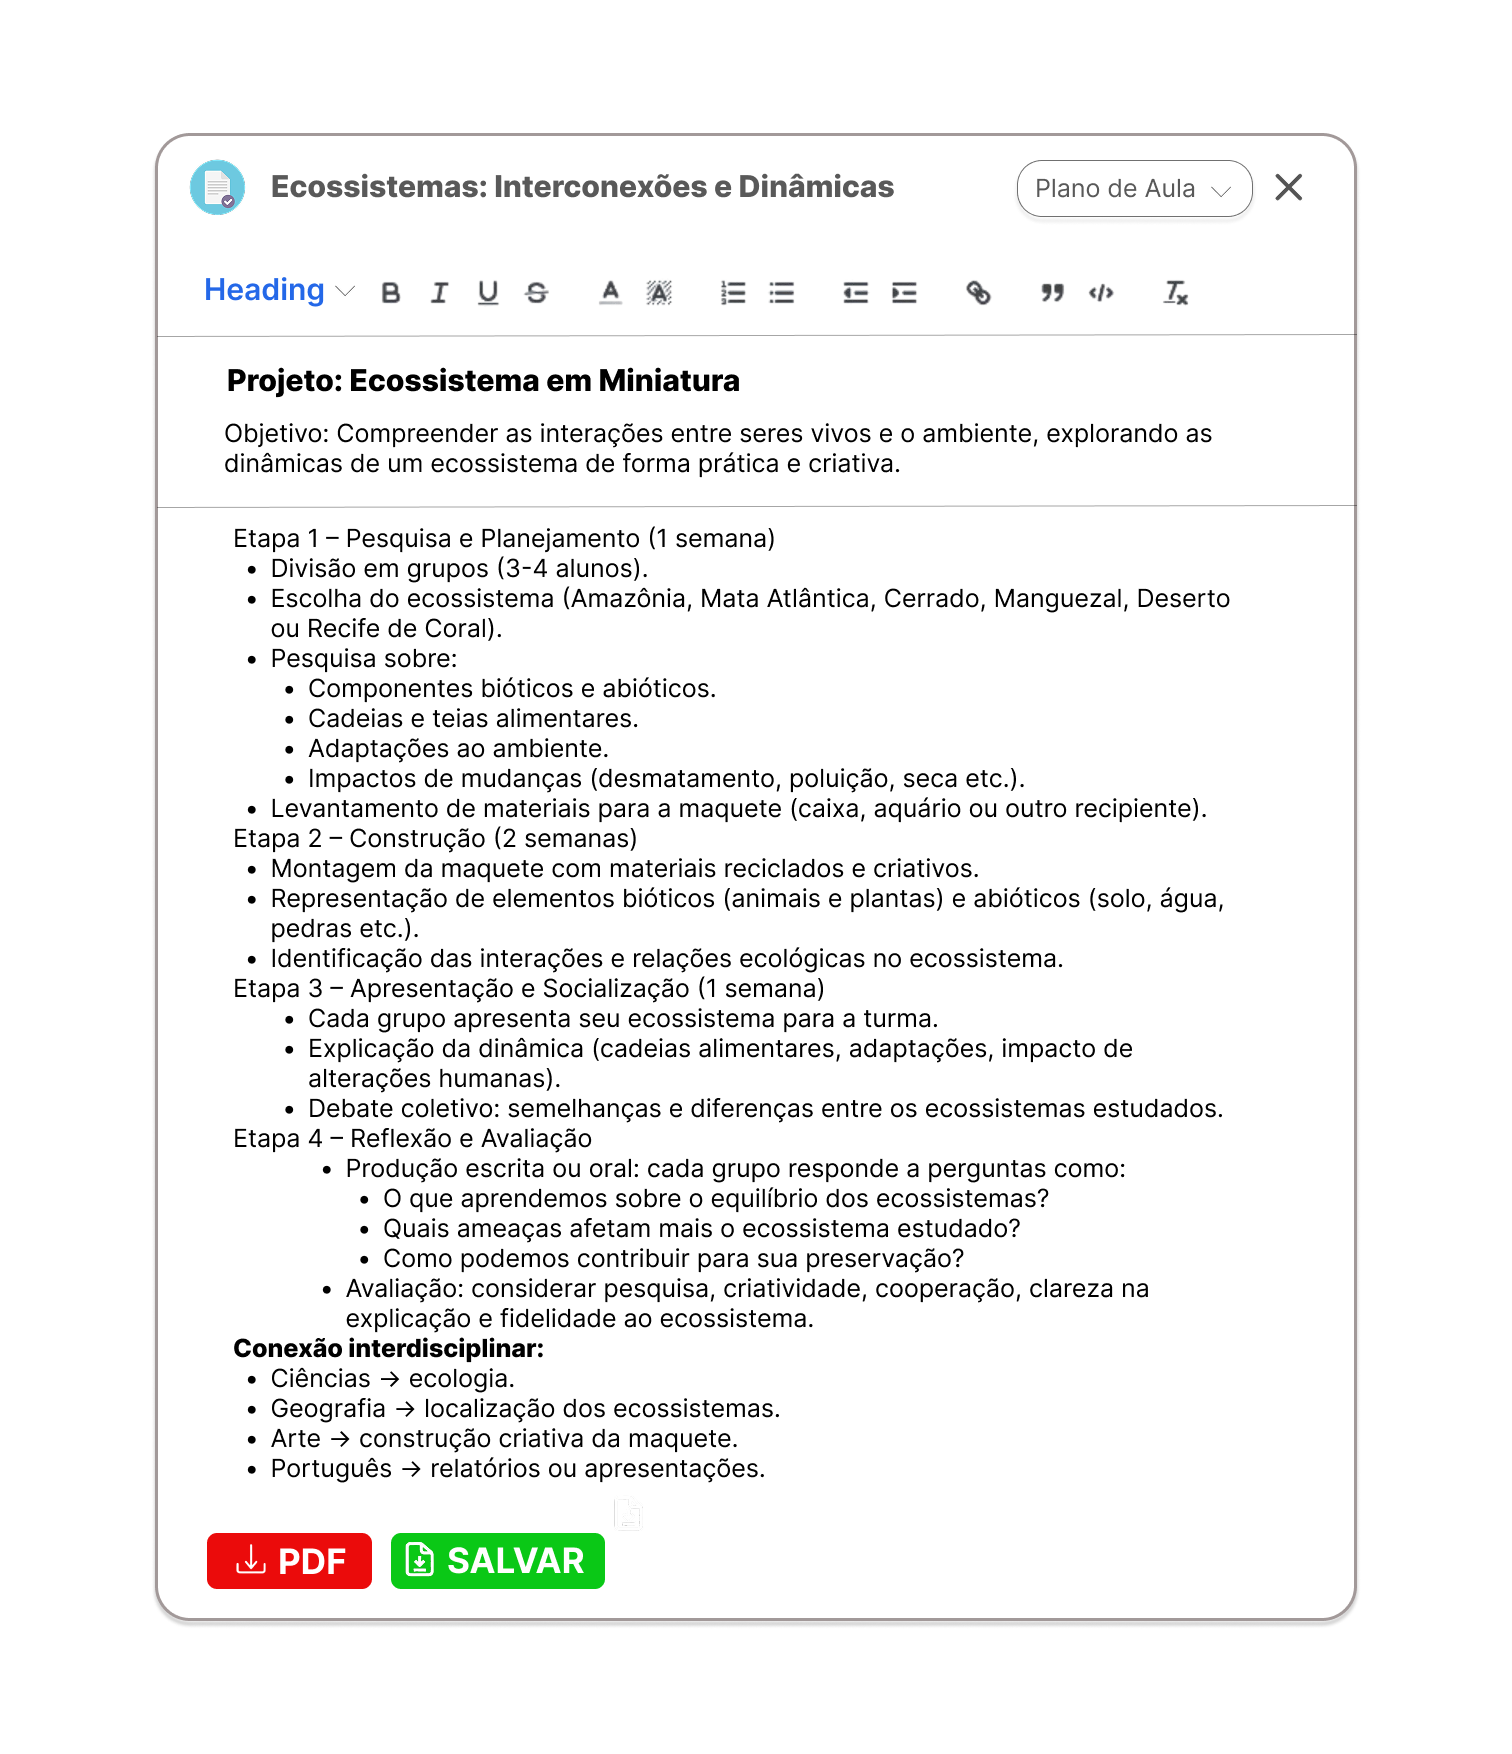 Ecossistemas: Interconexões e Dinâmicas
Plano de Aula
Heading
Projeto: Ecossistema em Miniatura
Objetivo: Compreender as interações entre seres vivos e o ambiente, explorando as
dinâmicas de um ecossistema de forma prática e criativa.
Etapa 1 – Pesquisa e Planejamento (1 semana)
• Divisão em grupos (3-4 alunos).
• Escolha do ecossistema (Amazônia, Mata Atlântica, Cerrado, Manguezal, Deserto
ou Recife de Coral).
• Pesquisa sobre:
• Componentes bióticos e abióticos.
• Cadeias e teias alimentares.
• Adaptações ao ambiente.
• Impactos de mudanças (desmatamento, poluição, seca etc.).
• Levantamento de materiais para a maquete (caixa, aquário ou outro recipiente).
Etapa 2 – Construção (2 semanas)
• Montagem da maquete com materiais reciclados e criativos.
• Representação de elementos bióticos (animais e plantas) e abióticos (solo, água,
pedras etc.).
• Identificação das interações e relações ecológicas no ecossistema.
Etapa 3 – Apresentação e Socialização (1 semana)
• Cada grupo apresenta seu ecossistema para a turma.
• Explicação da dinâmica (cadeias alimentares, adaptações, impacto de
alterações humanas).
• Debate coletivo: semelhanças e diferenças entre os ecossistemas estudados.
Etapa 4 – Reflexão e Avaliação
• Produção escrita ou oral: cada grupo responde a perguntas como:
• O que aprendemos sobre o equilíbrio dos ecossistemas?
• Quais ameaças afetam mais o ecossistema estudado?
• Como podemos contribuir para sua preservação?
• Avaliação: considerar pesquisa, criatividade, cooperação, clareza na
explicação e fidelidade ao ecossistema.
Conexão interdisciplinar:
• Ciências → ecologia.
• Geografia → localização dos ecossistemas.
• Arte → construção criativa da maquete.
• Português → relatórios ou apresentações.
PDF
SALVAR